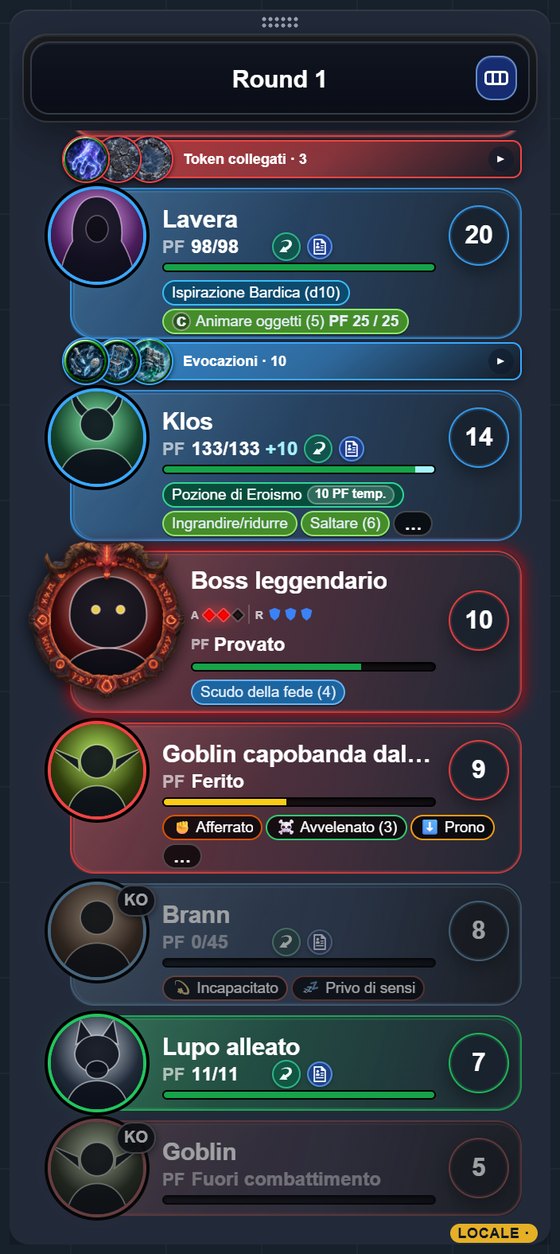 Round 1
Token collegati · 3
Lavera
PF 98/98
20
Ispirazione Bardica (d10)
C Animare oggetti (5) PF 25 / 25
Evocazioni · 10
Klos
PF 133/133 +10
14
Pozione di Eroismo 10 PF temp.
Ingrandire/ridurre Saltare (6) ...
Boss leggendario
A R
10
PF Provato
Scudo della fede (4)
Goblin capobanda dal...
PF Ferito
9
Afferrato Avvelenato (3) Prono
...
KO
Brann
PF 0/45
8
Incapacitato Privo di sensi
Lupo alleato
PF 11/11
7
KO
Goblin
PF Fuori combattimento
5
LOCALE ·